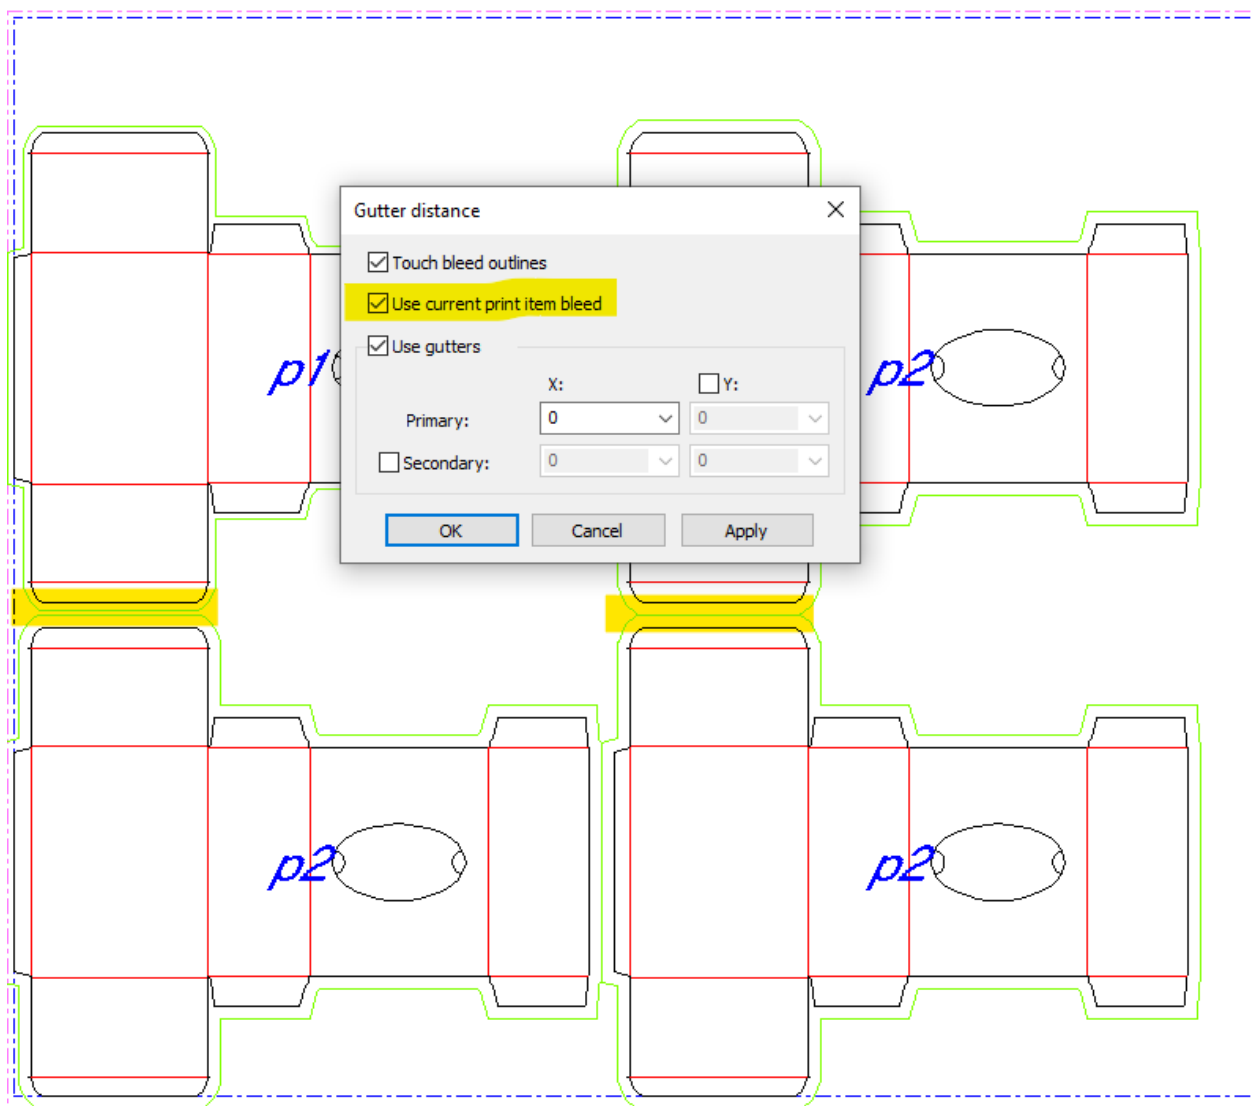 Gutter distance
Touch bleed outlines
Use current print item bleed
Use gutters
X: Y:
Primary: 0 0
Secondary: 0 0
OK Cancel Apply
p1 p2
p2 p2